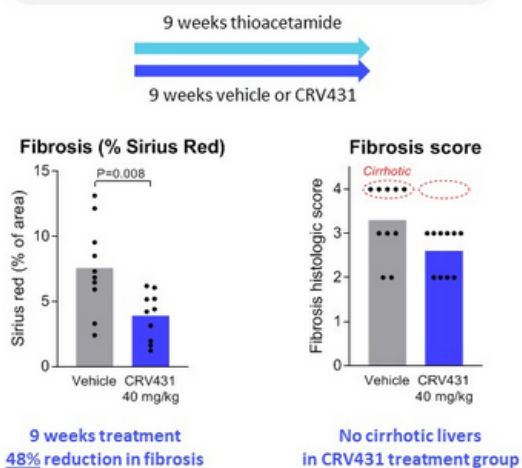 9 weeks thioacetamide
9 weeks vehicle or CRV431
Fibrosis (% Sirius Red)
P=0.008
15
10
5
0
Sirius red (% of area)
Vehicle
CRV431
40 mg/kg
9 weeks treatment
48% reduction in fibrosis
Fibrosis score
Cirrhotic
4
3
2
1
0
Fibrosis histologic score
Vehicle
CRV431
40 mg/kg
No cirrhotic livers
in CRV431 treatment group